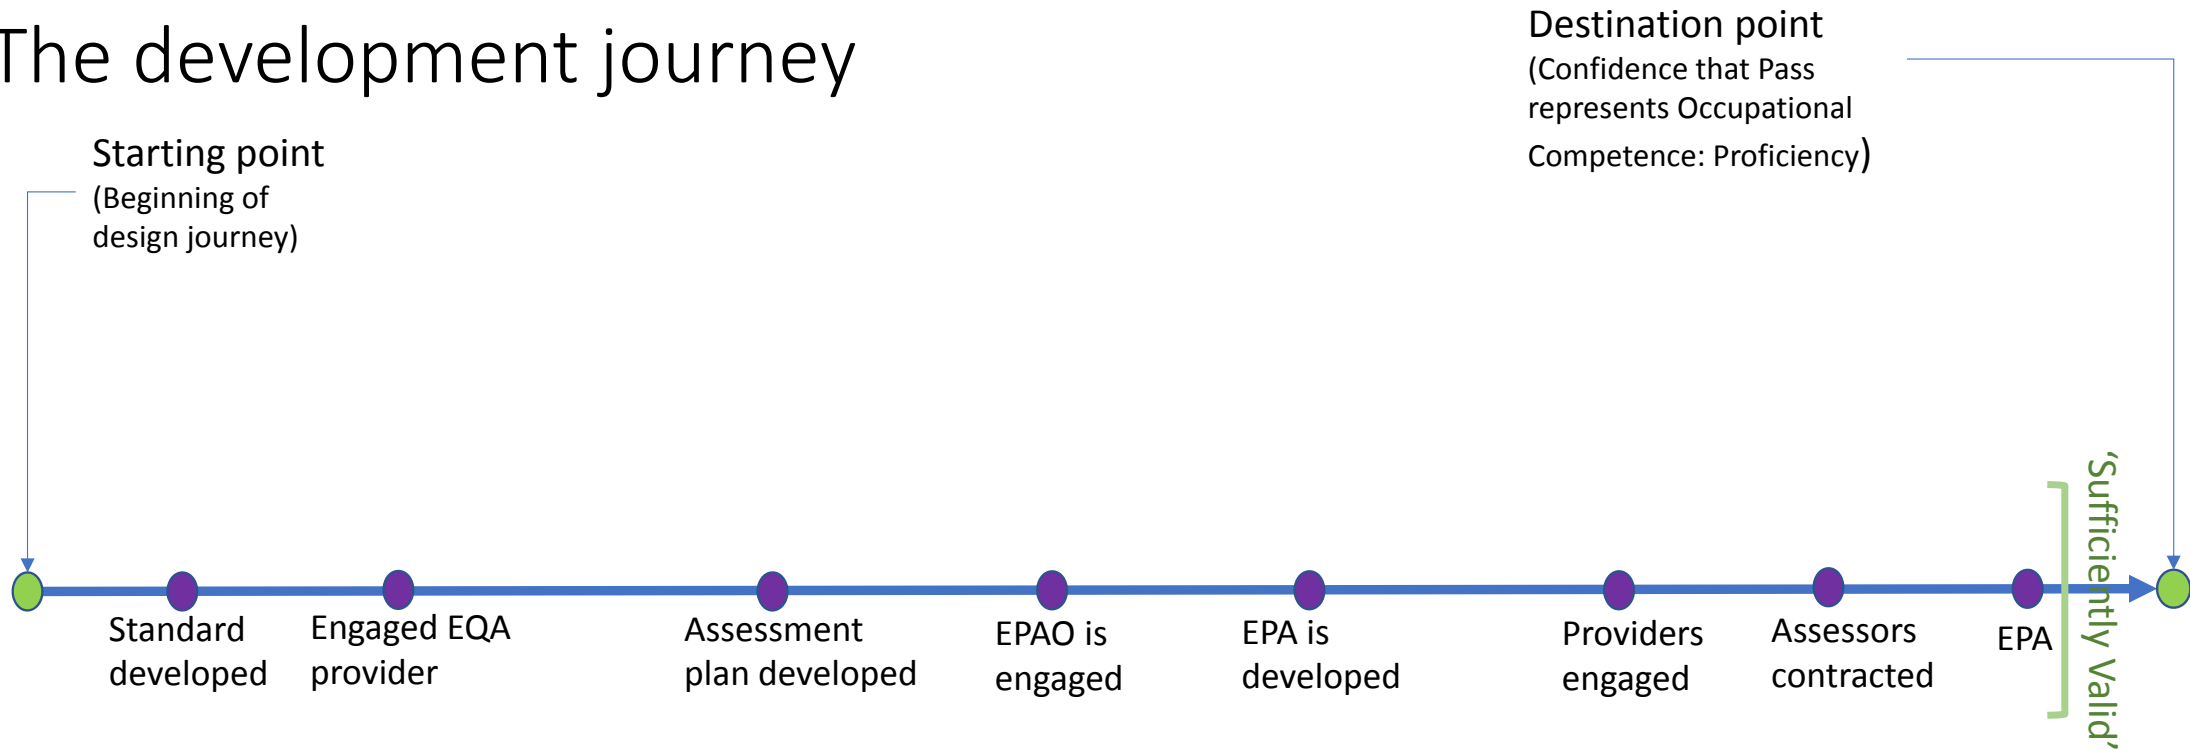 The development journey
Starting point
(Beginning of
design journey)
Destination point
(Confidence that Pass
represents Occupational
Competence: Proficiency)
Standard
developed
Engaged EQA
provider
Assessment
plan developed
EPAO is
engaged
EPA is
developed
Providers
engaged
Assessors
contracted
EPA
‘Sufficiently Valid’